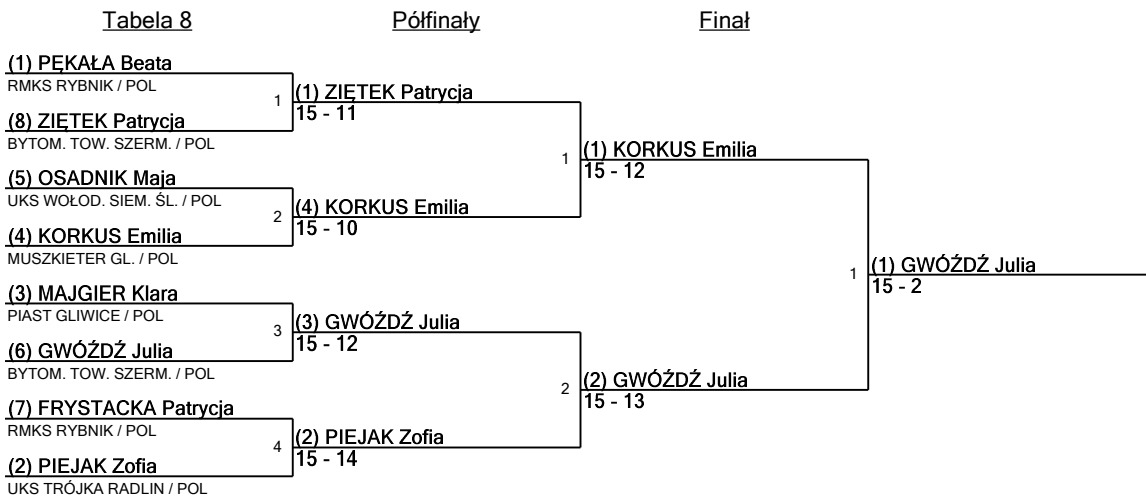 Tabela 8
Półfinały
Finał
(1) PĘKAŁA Beata
RMKS RYBNIK / POL
1
(8) ZIĘTEK Patrycja
BYTOM. TOW. SZERM. / POL
(5) OSADNIK Maja
UKS WOŁOD. SIEM. ŚL. / POL
2
(4) KORKUS Emilia
MUSZKIETER GL. / POL
(3) MAJGIER Klara
PIAST GLIWICE / POL
3
(6) GWÓŹDŹ Julia
BYTOM. TOW. SZERM. / POL
(7) FRYSTACKA Patrycja
RMKS RYBNIK / POL
4
(2) PIEJAK Zofia
UKS TRÓJKA RADLIN / POL
(1) ZIĘTEK Patrycja
15 - 11
1
(4) KORKUS Emilia
15 - 10
(3) GWÓŹDŹ Julia
15 - 12
2
(2) PIEJAK Zofia
15 - 14
(1) KORKUS Emilia
15 - 12
1
(2) GWÓŹDŹ Julia
15 - 13
(1) GWÓŹDŹ Julia
15 - 2